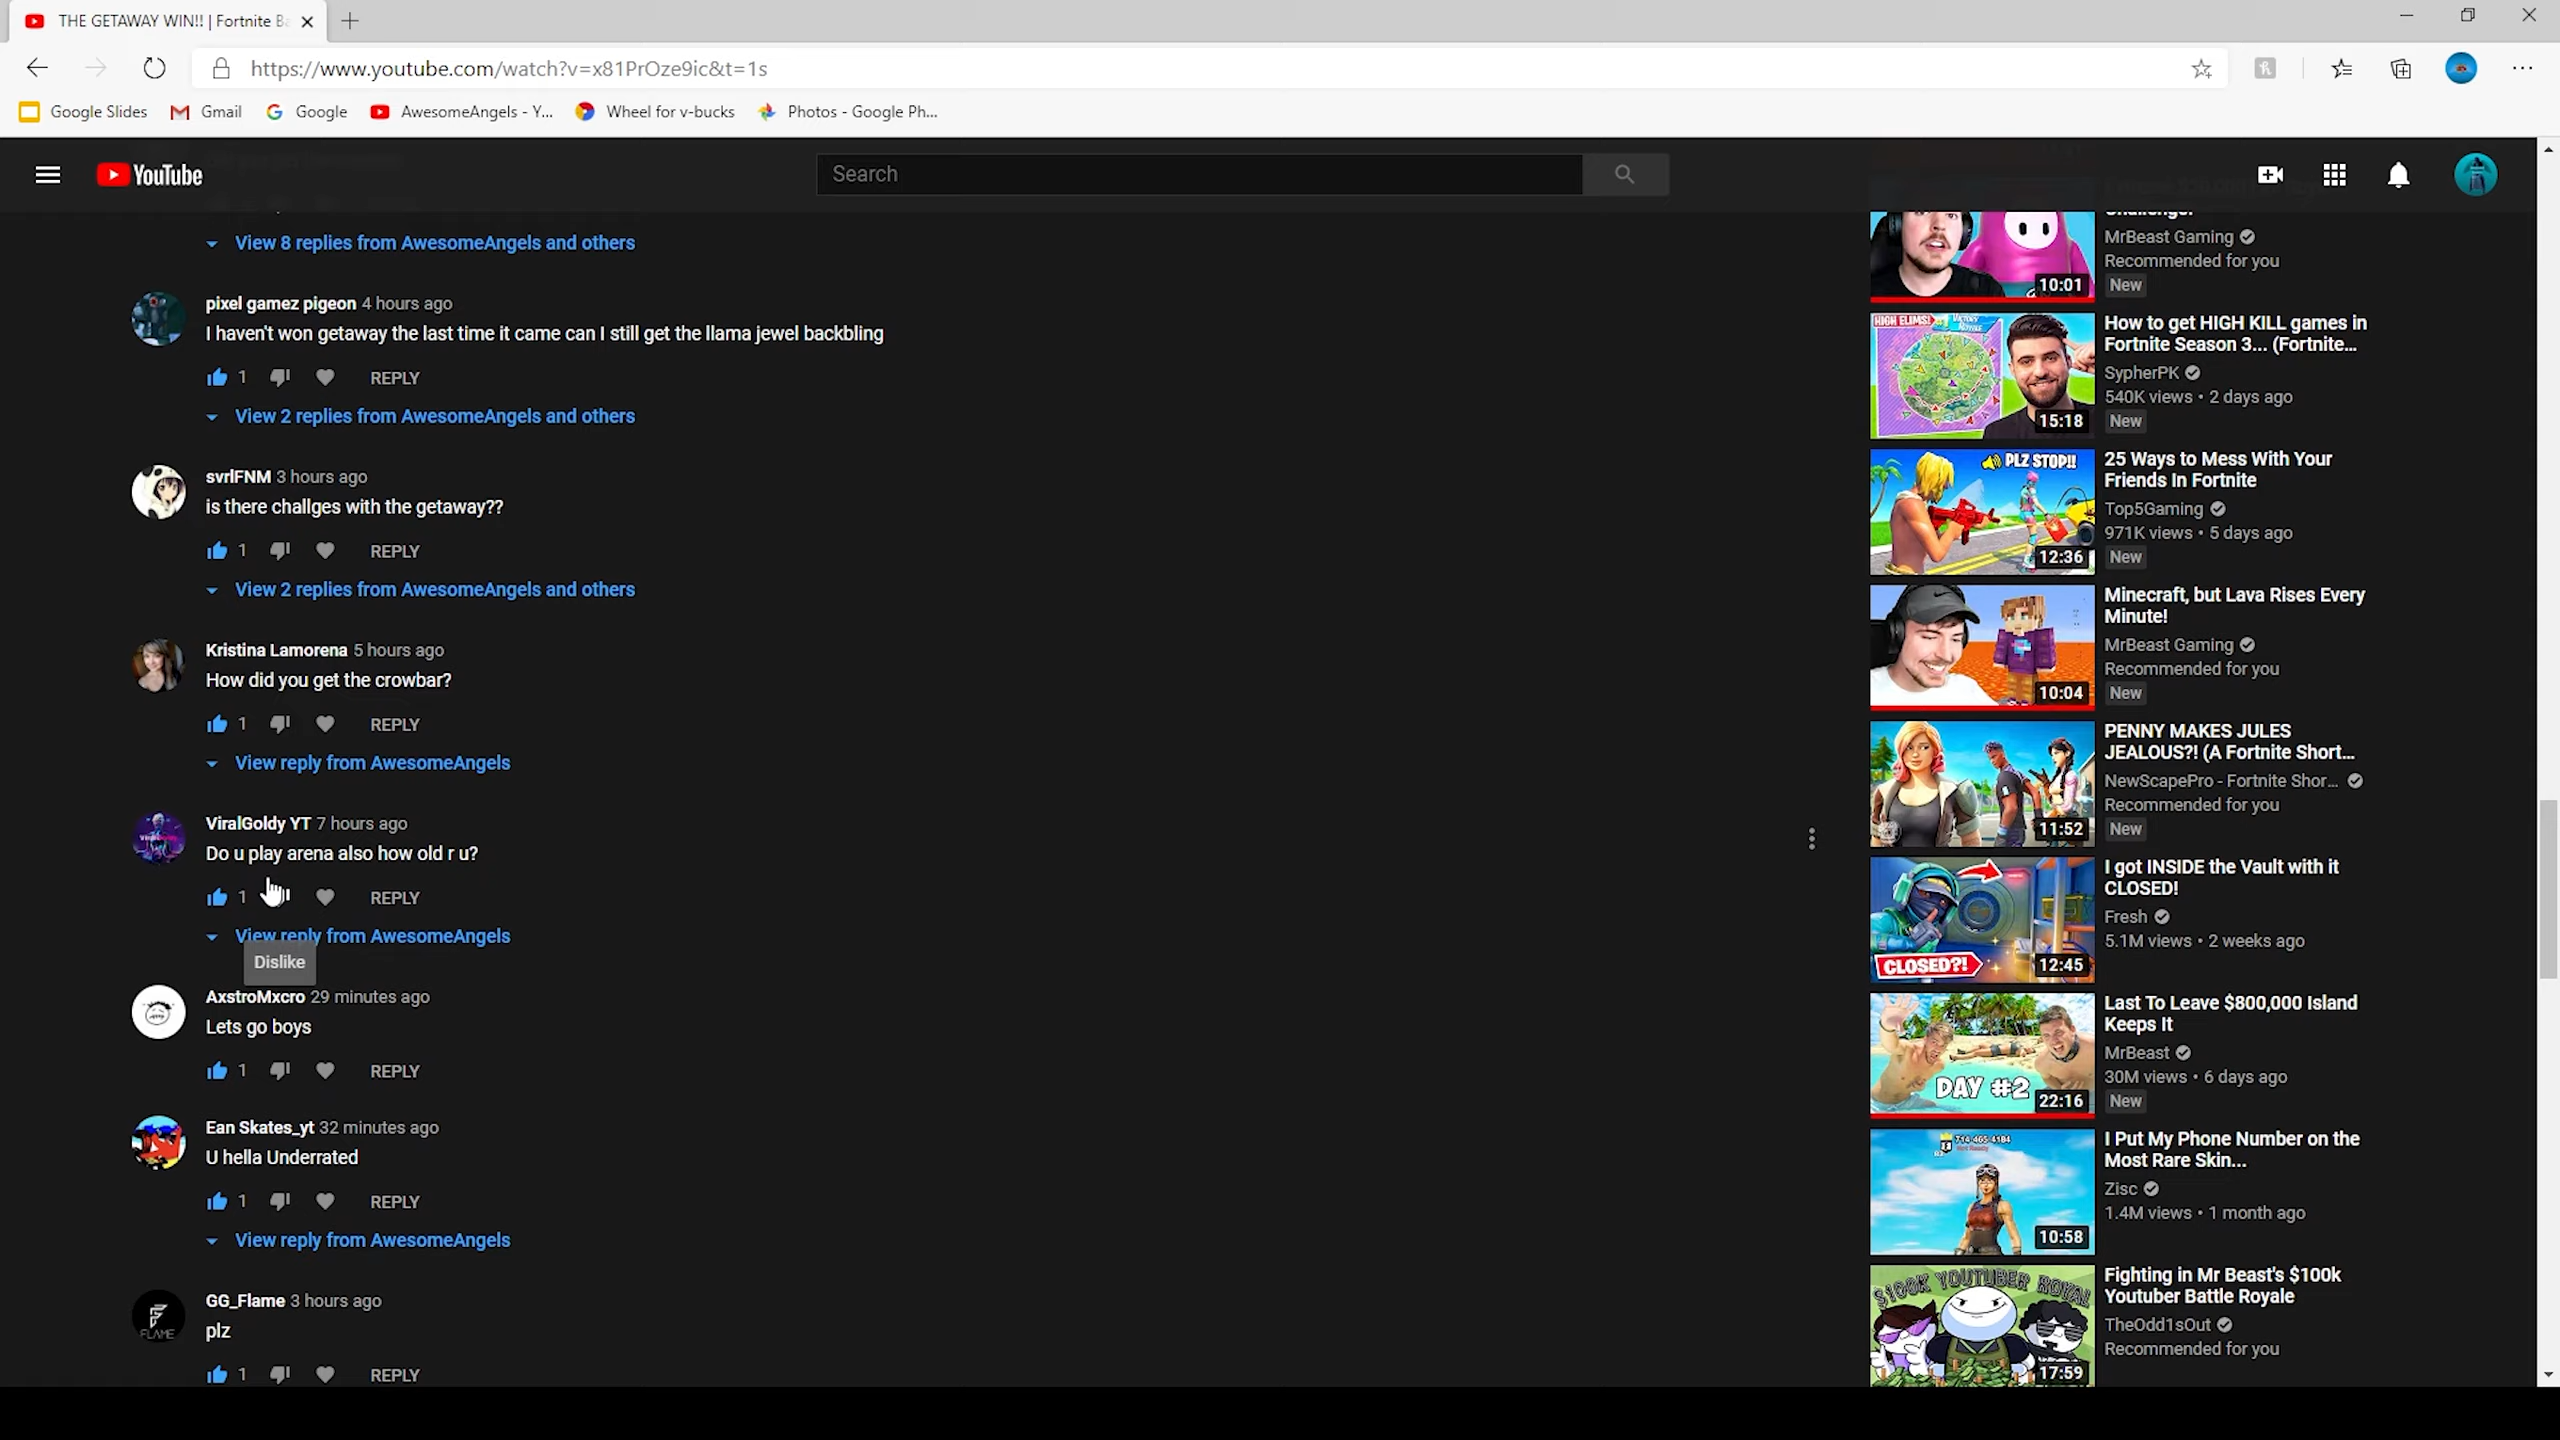 THE GETAWAY WIN!! | Fortnite Ba
https://www.youtube.com/watch?v=x81PrOze9ic&t=1s
Google Slides
Gmail
Google
AwesomeAngels - Y...
Wheel for v-bucks
Photos - Google Ph...
YouTube
Search
View 8 replies from AwesomeAngels and others
pixel gamez pigeon 4 hours ago
I haven't won getaway the last time it came can I still get the llama jewel backbling
1 REPLY
View 2 replies from AwesomeAngels and others
svrlFNM 3 hours ago
is there challges with the getaway??
1 REPLY
View 2 replies from AwesomeAngels and others
Kristina Lamorena 5 hours ago
How did you get the crowbar?
1 REPLY
View reply from AwesomeAngels
ViralGoldy YT 7 hours ago
Do u play arena also how old r u?
1 REPLY
View reply from AwesomeAngels
Dislike
AxstroMxcro 29 minutes ago
Lets go boys
1 REPLY
Ean Skates_yt 32 minutes ago
U hella Underrated
1 REPLY
View reply from AwesomeAngels
FLAME
GG_Flame 3 hours ago
plz
1 REPLY
Challenge!
MrBeast Gaming
Recommended for you
New
10:01
HIGH ELIMS!
VICTORY ROYALE
15:18
How to get HIGH KILL games in
Fortnite Season 3... (Fortnite...
SypherPK
540K views • 2 days ago
New
PLZ STOP!!
12:36
25 Ways to Mess With Your
Friends In Fortnite
Top5Gaming
971K views • 5 days ago
New
10:04
Minecraft, but Lava Rises Every
Minute!
MrBeast Gaming
Recommended for you
New
11:52
PENNY MAKES JULES
JEALOUS?! (A Fortnite Short...
NewScapePro - Fortnite Shor...
Recommended for you
New
CLOSED?!
12:45
I got INSIDE the Vault with it
CLOSED!
Fresh
5.1M views • 2 weeks ago
DAY #2
22:16
Last To Leave $800,000 Island
Keeps It
MrBeast
30M views • 6 days ago
New
714-465-4184
10:58
I Put My Phone Number on the
Most Rare Skin...
Zisc
1.4M views • 1 month ago
$100K YOUTUBER ROYAL
17:59
Fighting in Mr Beast's $100k
Youtuber Battle Royale
TheOdd1sOut
Recommended for you